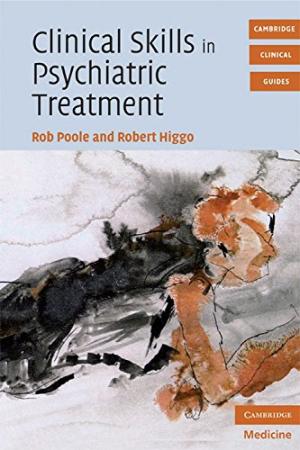 Clinical Skills in
Psychiatric
Treatment
Rob Poole and Robert Higgo
CAMBRIDGE
CLINICAL
GUIDES
CAMBRIDGE
Medicine